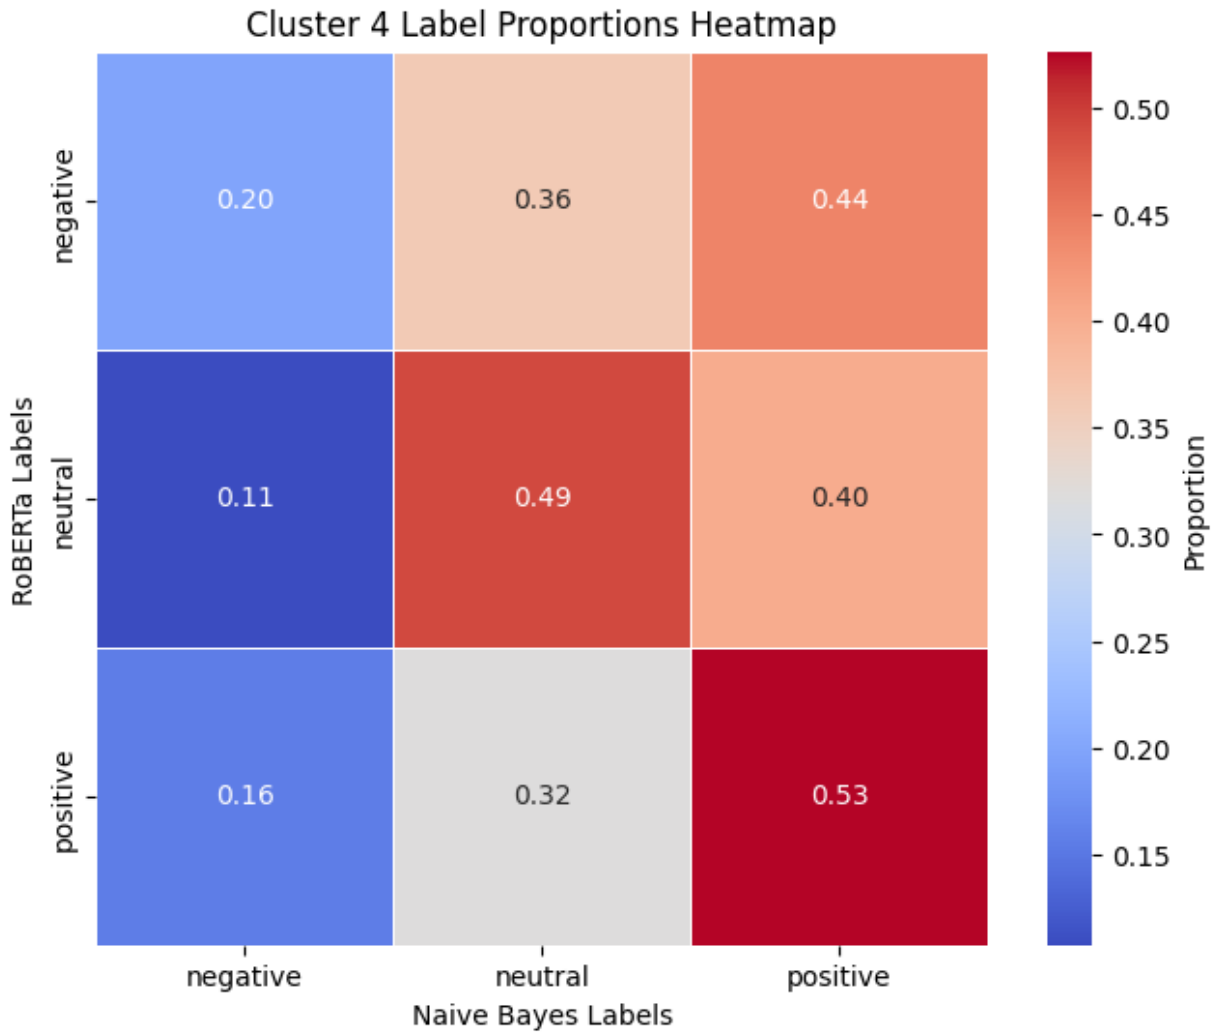 Cluster 4 Label Proportions Heatmap
RoBERTa Labels
negative
0.20 0.36 0.44
neutral
0.11 0.49 0.40
positive
0.16 0.32 0.53
negative neutral positive
Naive Bayes Labels
0.50
0.45
0.40
0.35
0.30
0.25
0.20
0.15
Proportion